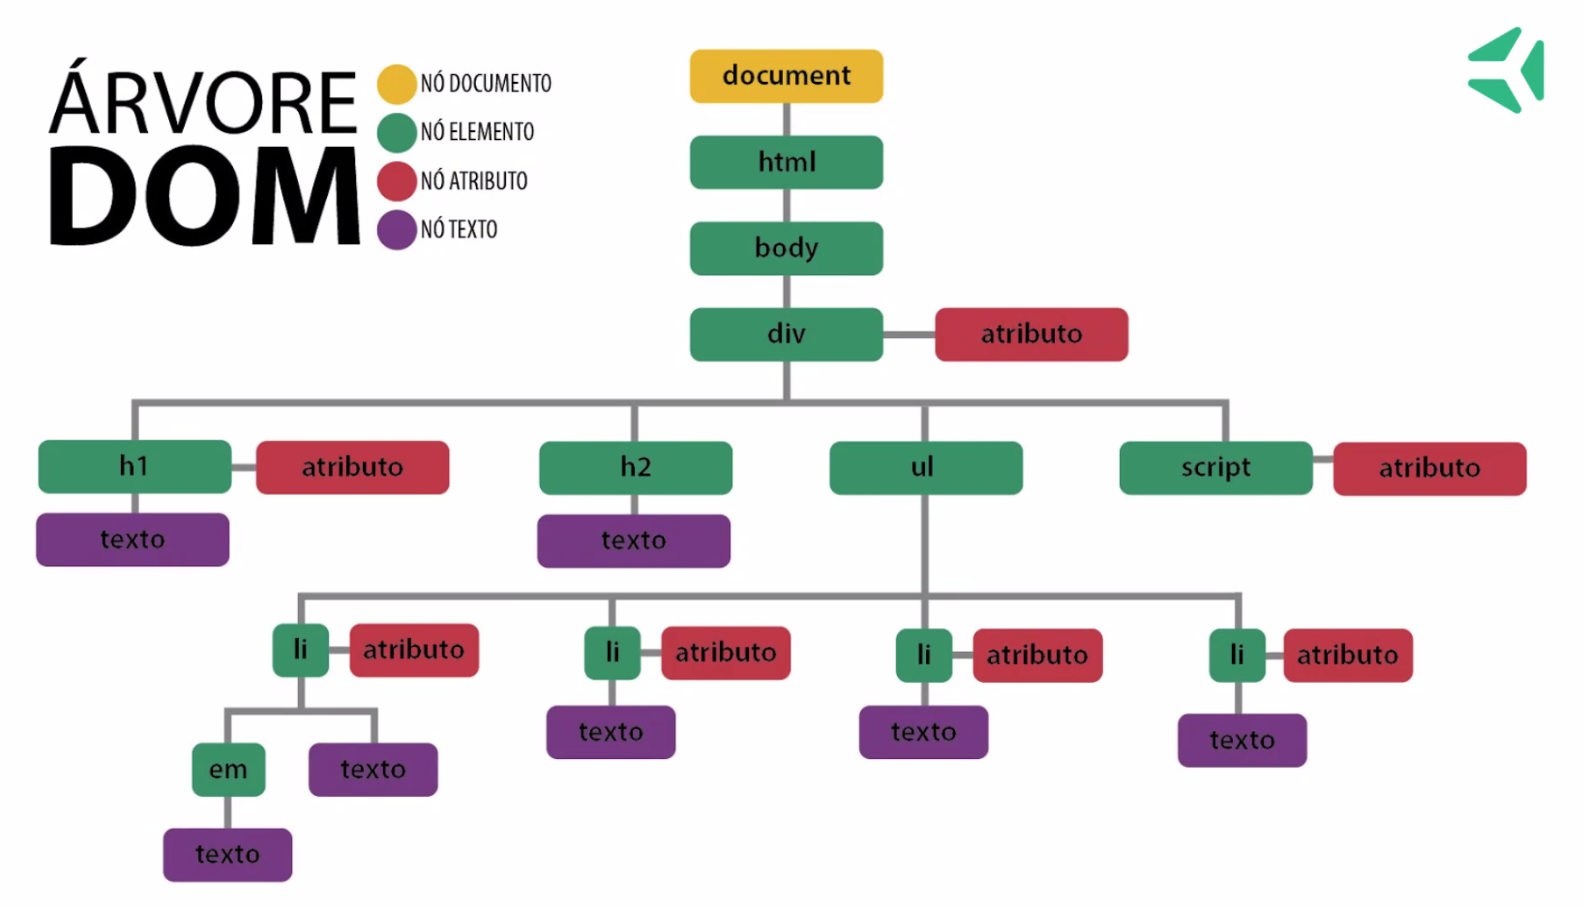 ÁRVORE
DOM
NÓ DOCUMENTO
NÓ ELEMENTO
NÓ ATRIBUTO
NÓ TEXTO
document
html
body
div
atributo
h1
atributo
h2
ul
script
atributo
texto
texto
li
atributo
li
atributo
li
atributo
li
atributo
texto
texto
texto
em
texto
texto